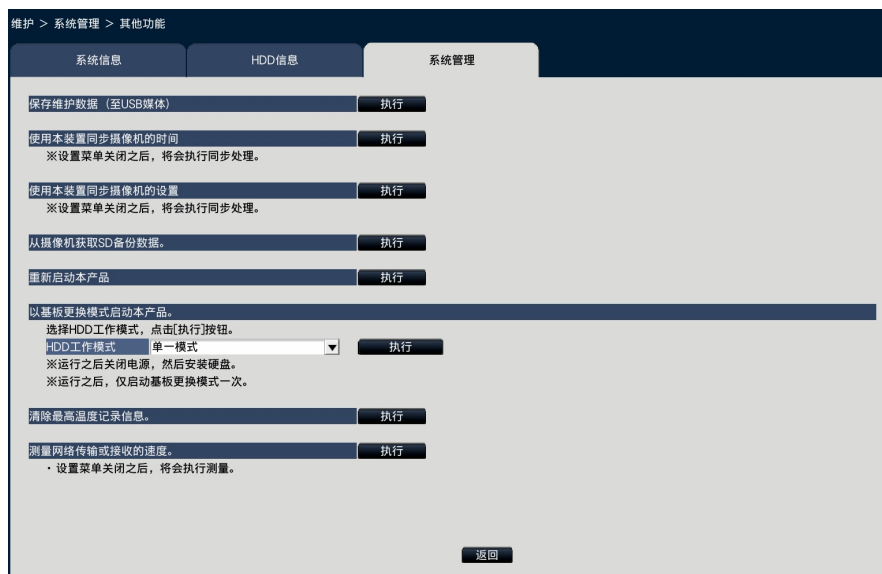 维护 > 系统管理 > 其他功能
系统信息 HDD信息 系统管理
保存维护数据（至USB媒体） 执行
使用本装置同步摄像机的时间 执行
※设置菜单关闭之后，将会执行同步处理。
使用本装置同步摄像机的设置 执行
※设置菜单关闭之后，将会执行同步处理。
从摄像机获取SD备份数据。 执行
重新启动本产品 执行
以基板更换模式启动本产品。
选择HDD工作模式，点击[执行]按钮。
HDD工作模式 单一模式 执行
※运行之后关闭电源，然后安装硬盘。
※运行之后，仅启动基板更换模式一次。
清除最高温度记录信息。 执行
测量网络传输或接收的速度。 执行
・设置菜单关闭之后，将会执行测量。
返回